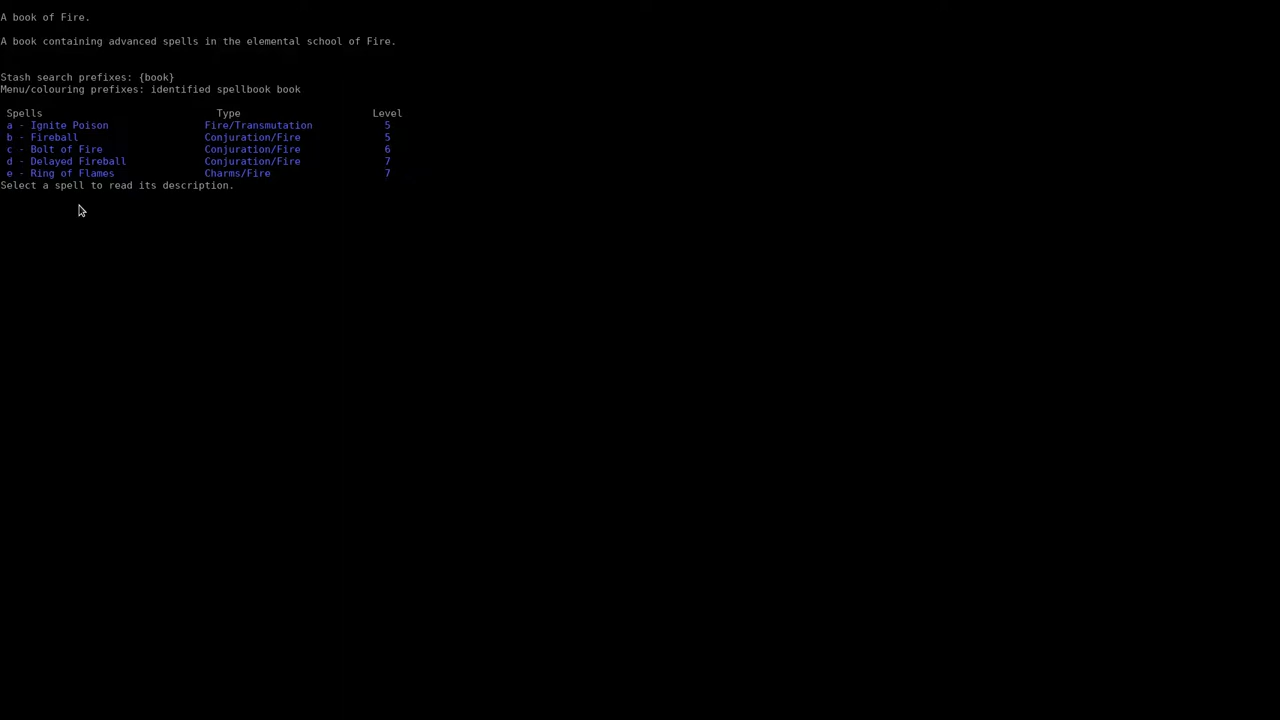 A book of Fire.
A book containing advanced spells in the elemental school of Fire.
Stash search prefixes: {book}
Menu/colouring prefixes: identified spellbook book
Spells Type Level
a - Ignite Poison Fire/Transmutation 5
b - Fireball Conjuration/Fire 5
c - Bolt of Fire Conjuration/Fire 6
d - Delayed Fireball Conjuration/Fire 7
e - Ring of Flames Charms/Fire 7
Select a spell to read its description.